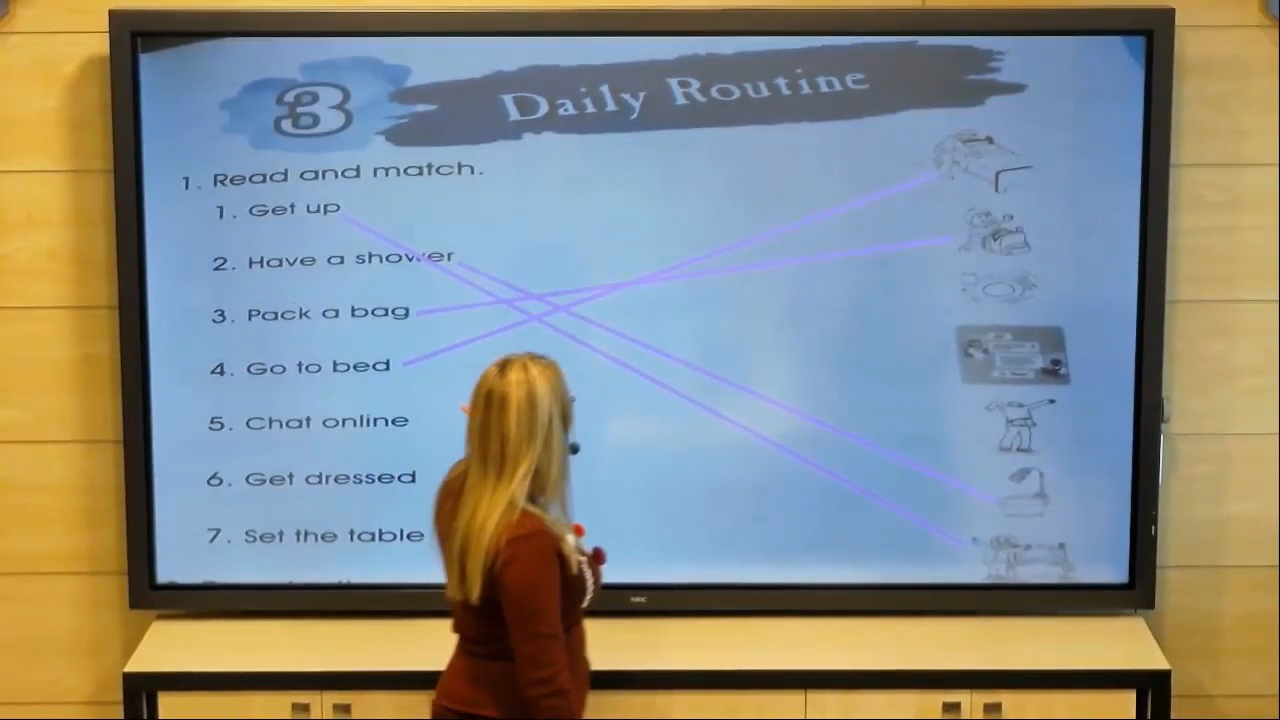 3
Daily Routine
1. Read and match.
1. Get up
2. Have a shower
3. Pack a bag
4. Go to bed
5. Chat online
6. Get dressed
7. Set the table
NEC